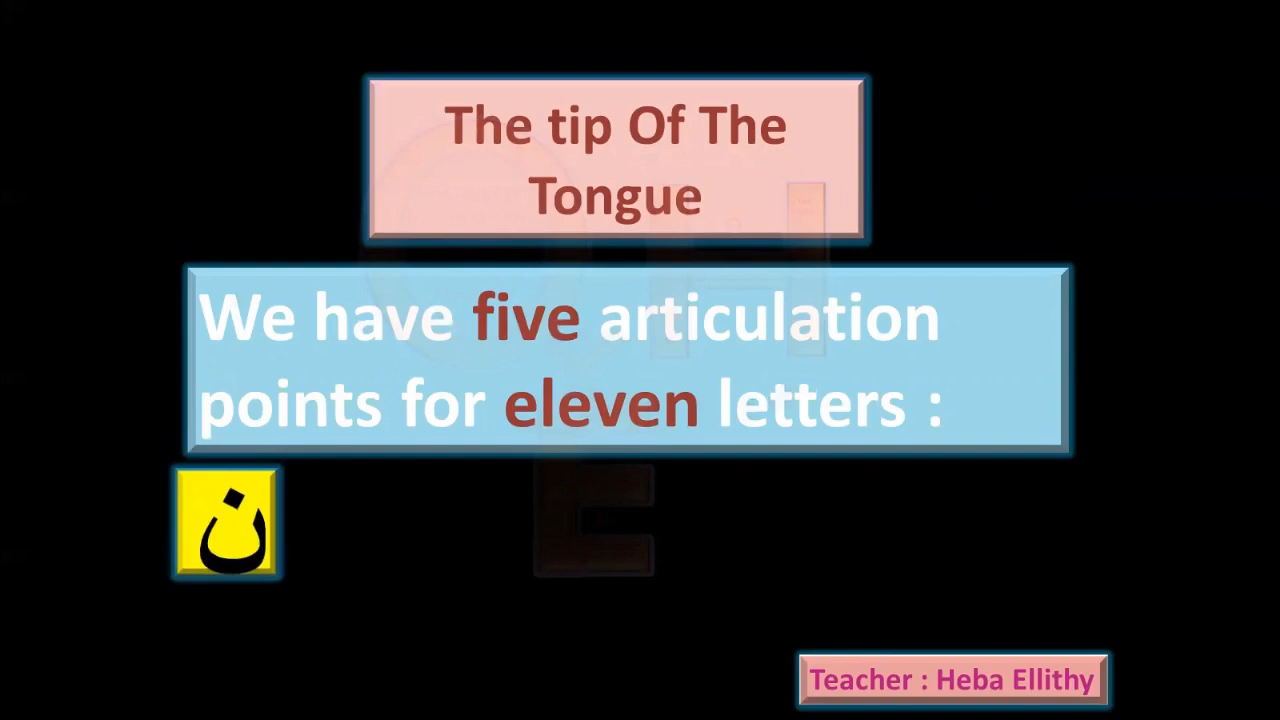 The tip Of The
Tongue
We have five articulation
points for eleven letters :
ن
Teacher : Heba Ellithy